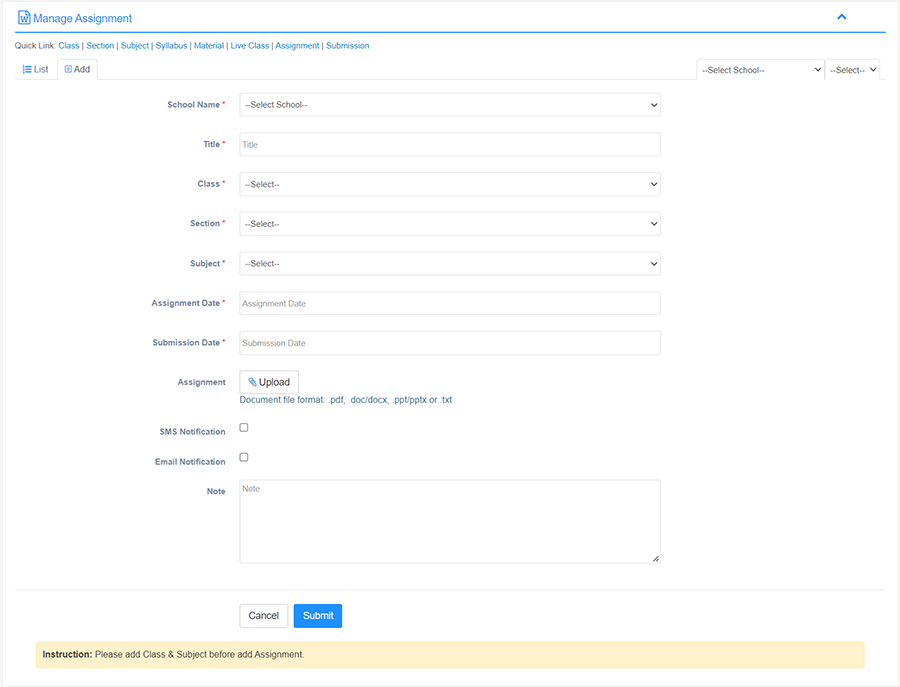 Manage Assignment
Quick Link: Class | Section | Subject | Syllabus | Material | Live Class | Assignment | Submission
List Add --Select School-- --Select--
School Name * --Select School--
Title * Title
Class * --Select--
Section * --Select--
Subject * --Select--
Assignment Date * Assignment Date
Submission Date * Submission Date
Assignment Upload
Document file format: .pdf, .doc/docx, .ppt/pptx or .txt
SMS Notification
Email Notification
Note Note
Cancel Submit
Instruction: Please add Class & Subject before add Assignment.